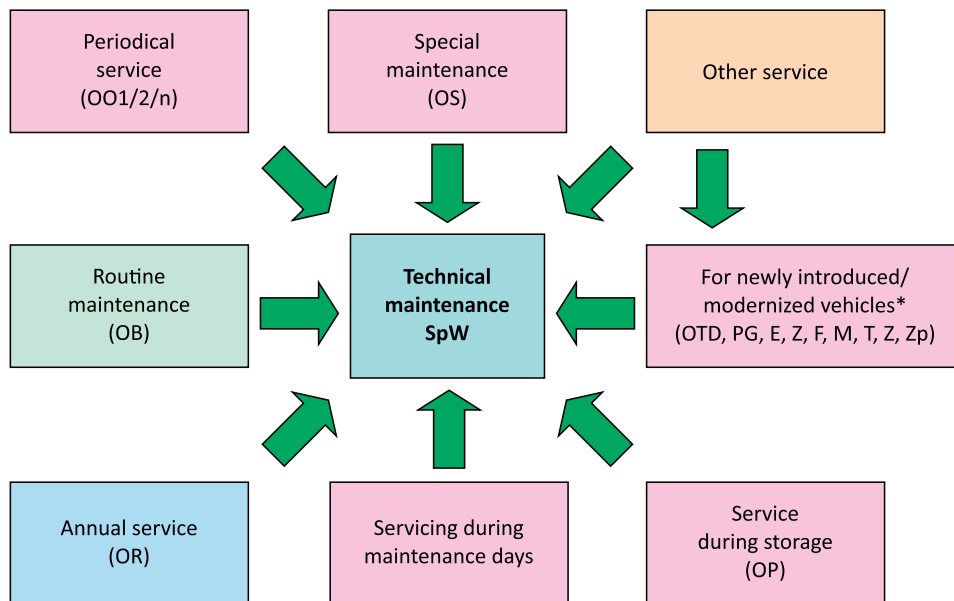 Periodical
service
(OO1/2/n)
Special
maintenance
(OS)
Other service
Routine
maintenance
(OB)
Technical
maintenance
SpW
For newly introduced/
modernized vehicles*
(OTD, PG, E, Z, F, M, T, Z, Zp)
Annual service
(OR)
Servicing during
maintenance days
Service
during storage
(OP)